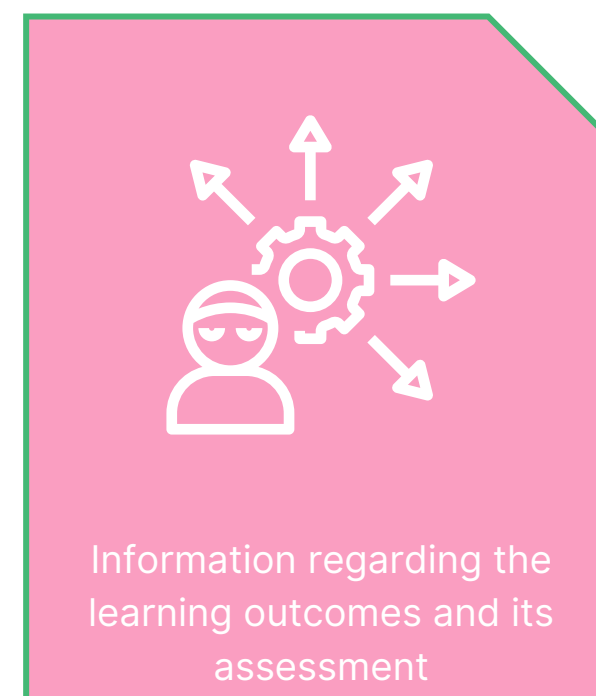 Information regarding the
learning outcomes and its
assessment